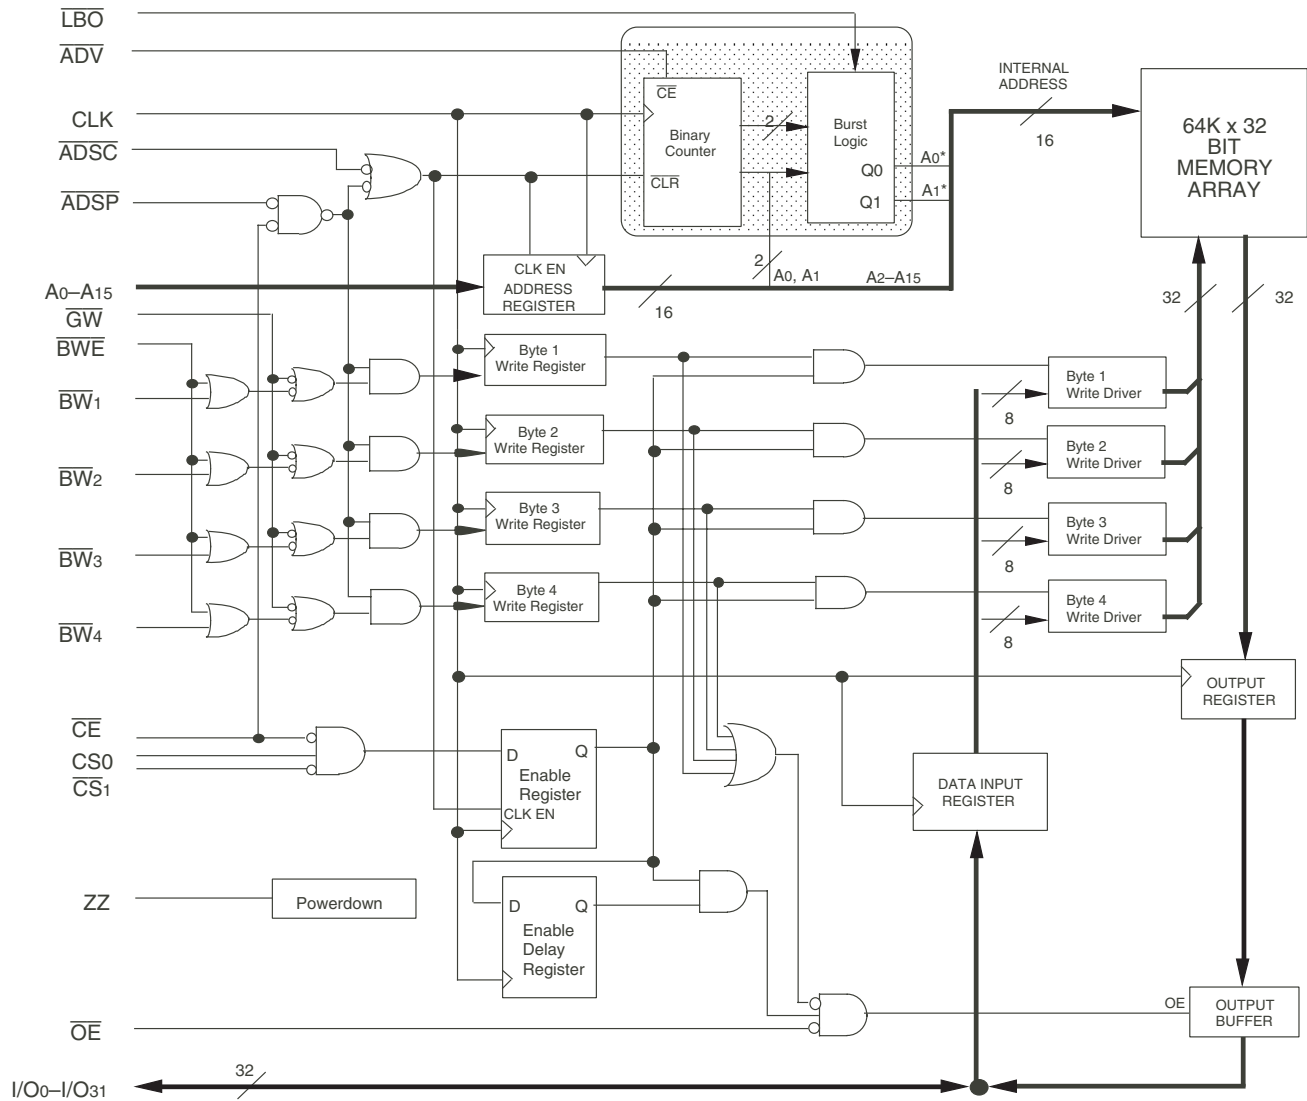 LBO
ADV
CLK
ADSC
ADSP
A0–A15
GW
BWE
BW1
BW2
BW3
BW4
CE
CS0
CS1
ZZ
OE
I/O0–I/O31
CE
Binary
Counter
CLR
2
Burst
Logic
Q0
Q1
A0*
A1*
INTERNAL
ADDRESS
16
64K x 32
BIT
MEMORY
ARRAY
CLK EN
ADDRESS
REGISTER
16
2
A0, A1
A2–A15
32
32
Byte 1
Write Register
Byte 2
Write Register
Byte 3
Write Register
Byte 4
Write Register
8
Byte 1
Write Driver
8
Byte 2
Write Driver
8
Byte 3
Write Driver
8
Byte 4
Write Driver
OUTPUT
REGISTER
D
Q
Enable
Register
CLK EN
DATA INPUT
REGISTER
Powerdown
D
Q
Enable
Delay
Register
OE
OUTPUT
BUFFER
32